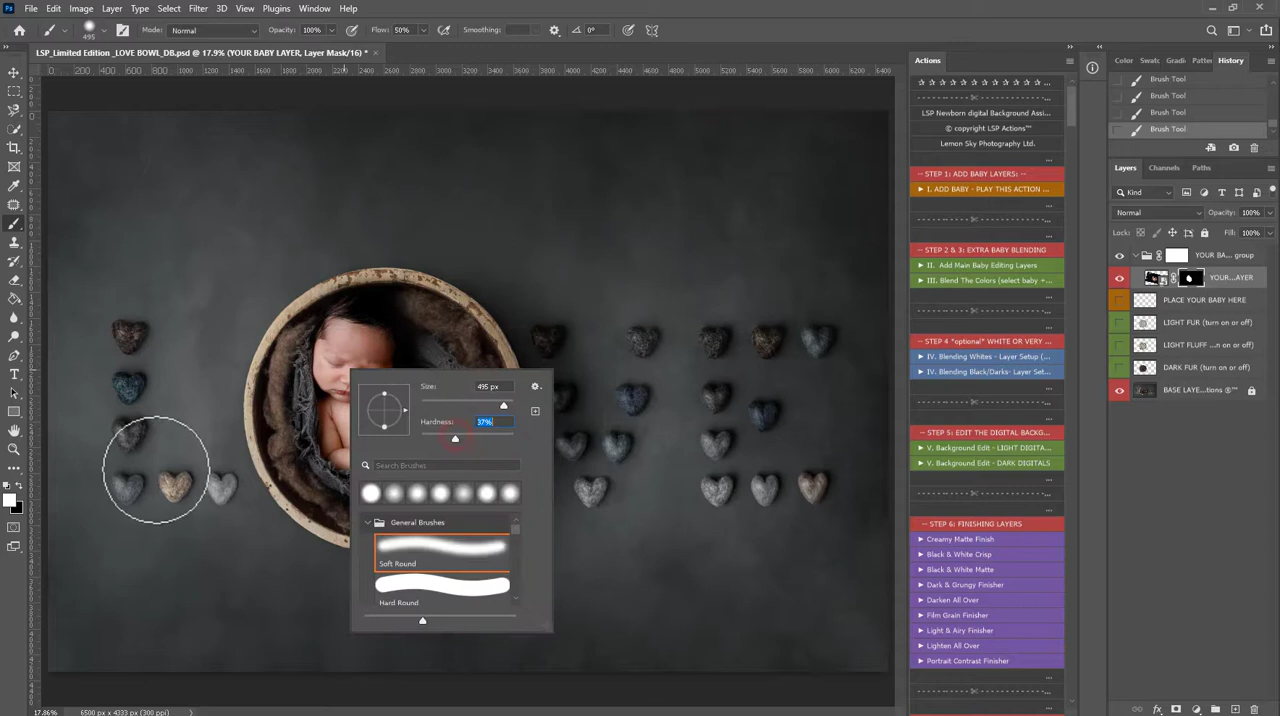 File Edit Image Layer Type Select Filter 3D View Plugins Window Help
495 Mode: Normal Opacity: 100% Flow: 50% Smoothing: 0°
LSP_Limited Edition _LOVE BOWL_DB.psd @ 17.9% (YOUR BABY LAYER, Layer Mask/16) *
Size: 495 px
Hardness: 37%
Search Brushes
General Brushes
Soft Round
Hard Round
17.86% 6500 px x 4333 px (300 ppi)
Actions
LSP Newborn digital Background Assi...
© copyright LSP Actions™
Lemon Sky Photography Ltd.
...
-- STEP 1: ADD BABY LAYERS: --
I. ADD BABY - PLAY THIS ACTION ...
...
-- STEP 2 & 3: EXTRA BABY BLENDING
II. Add Main Baby Editing Layers
III. Blend The Colors (select baby +...
...
-- STEP 4 *optional* WHITE OR VERY ...
IV. Blending Whites - Layer Setup (...
IV. Blending Black/Darks- Layer Set...
...
-- STEP 5: EDIT THE DIGITAL BACKG...
V. Background Edit - LIGHT DIGITA...
V. Background Edit - DARK DIGITALS
...
-- STEP 6: FINISHING LAYERS
Creamy Matte Finish
Black & White Crisp
Black & White Matte
Dark & Grungy Finisher
Darken All Over
Film Grain Finisher
Light & Airy Finisher
Lighten All Over
Portrait Contrast Finisher
...
Color Swatc Gradi Patte History
Brush Tool
Brush Tool
Brush Tool
Brush Tool
Layers Channels Paths
Kind
Normal Opacity: 100%
Lock: Fill: 100%
YOUR BA... group
YOUR...AYER
PLACE YOUR BABY HERE
LIGHT FUR (turn on or off)
LIGHT FLUFF ...n or off)
DARK FUR (turn on or off)
BASE LAYE...tions ®™